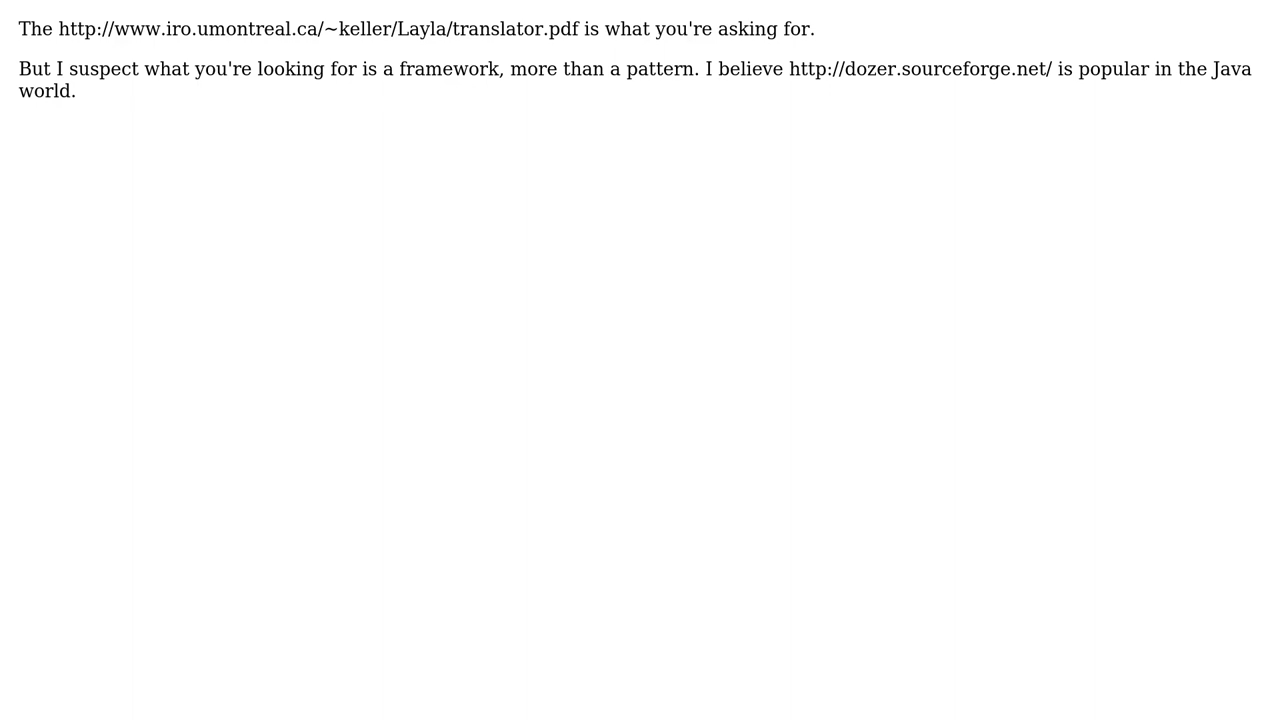 The http://www.iro.umontreal.ca/~keller/Layla/translator.pdf is what you're asking for.
But I suspect what you're looking for is a framework, more than a pattern. I believe http://dozer.sourceforge.net/ is popular in the Java
world.